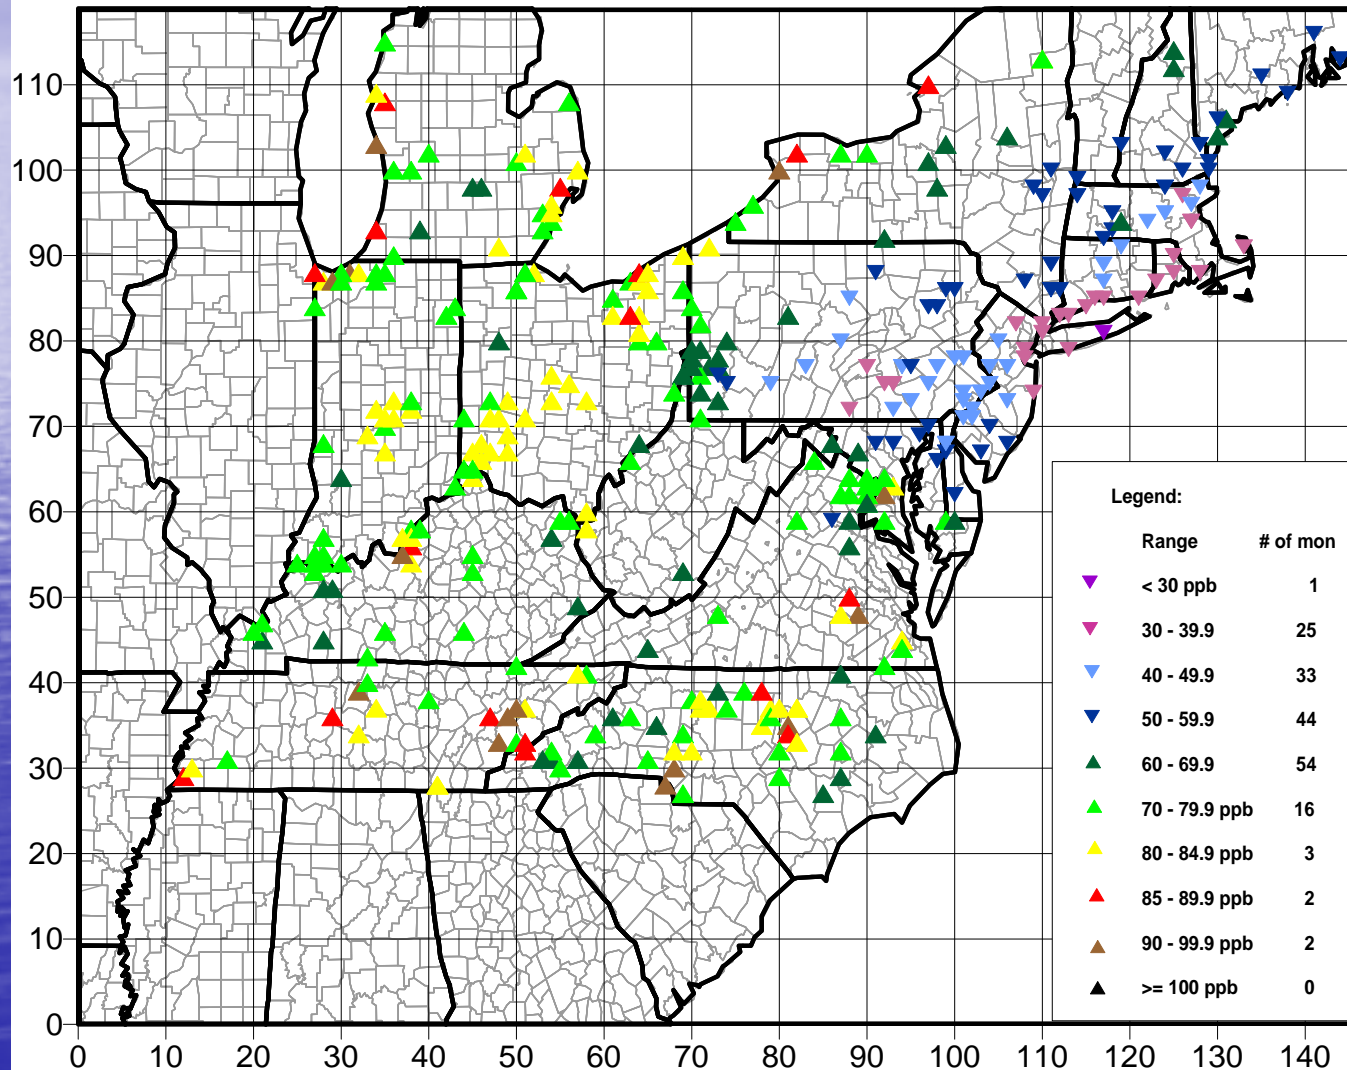 110
100
90
80
70
60
50
40
30
20
10
0
0 10 20 30 40 50 60 70 80 90 100 110 120 130 140
Legend:
Range # of mon
< 30 ppb 1
30 - 39.9 25
40 - 49.9 33
50 - 59.9 44
60 - 69.9 54
70 - 79.9 ppb 16
80 - 84.9 ppb 3
85 - 89.9 ppb 2
90 - 99.9 ppb 2
>= 100 ppb 0